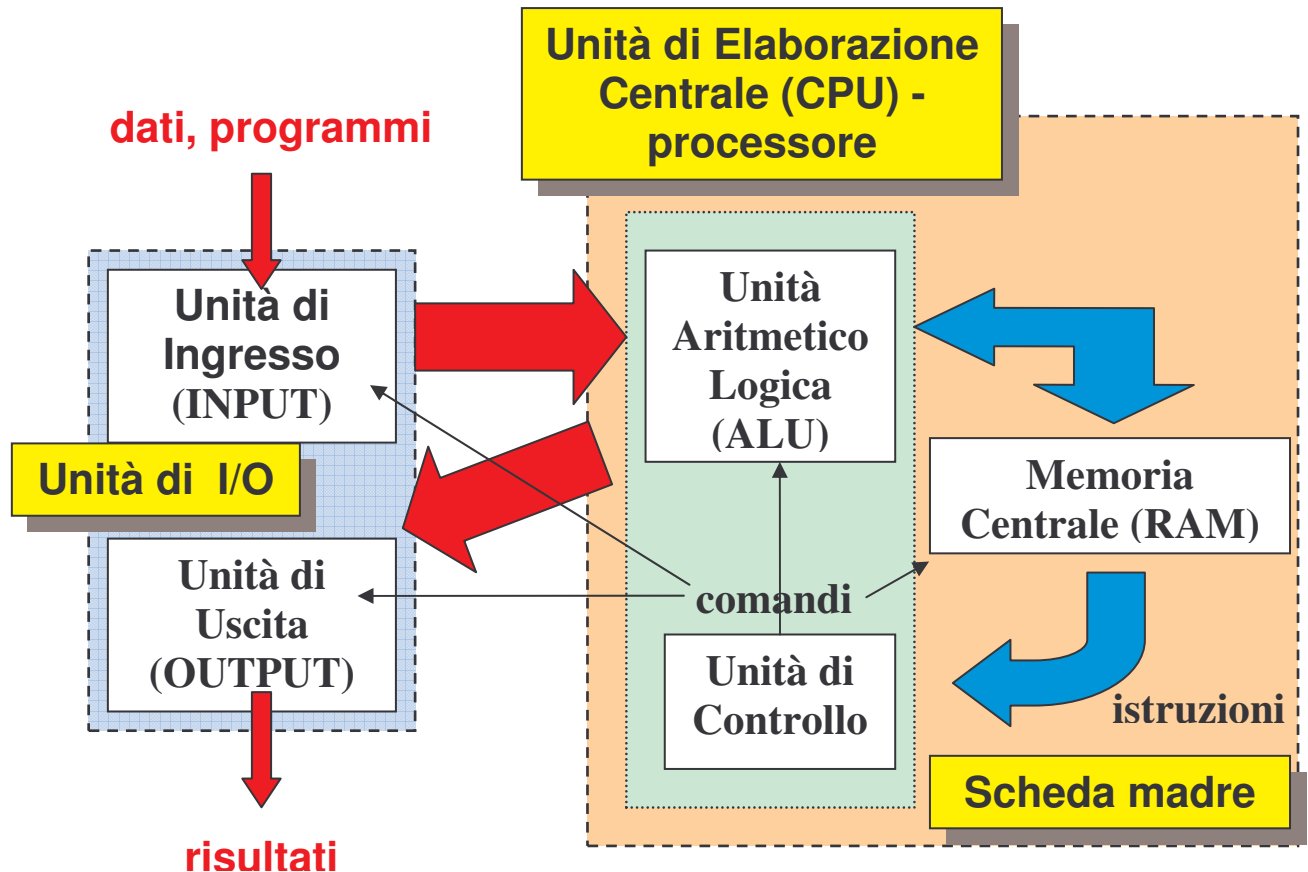 Unità di Elaborazione
Centrale (CPU) -
processore
dati, programmi
Unità di
Ingresso
(INPUT)
Unità di  I/O
Unità di
Uscita
(OUTPUT)
risultati
Unità
Aritmetico
Logica
(ALU)
comandi
Unità di
Controllo
Memoria
Centrale (RAM)
istruzioni
Scheda madre